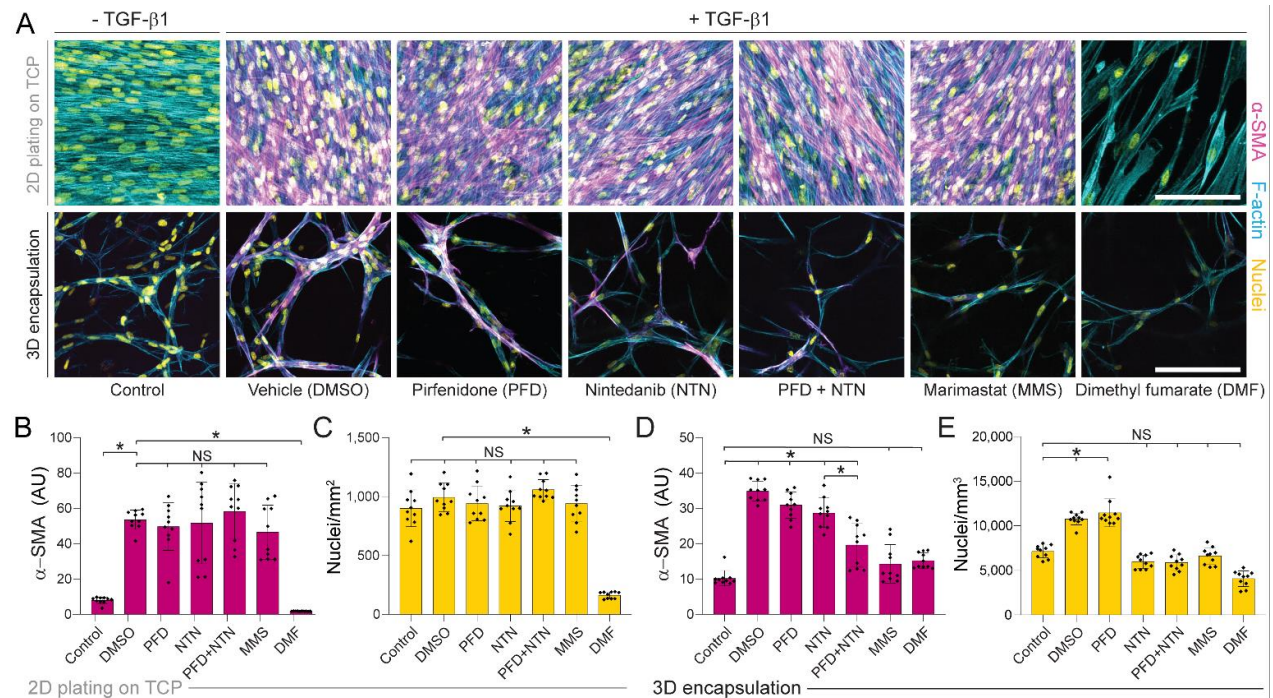 A
- TGF-β1
+ TGF-β1
2D plating on TCP
3D encapsulation
α-SMA F-actin Nuclei
Control
Vehicle (DMSO)
Pirfenidone (PFD)
Nintedanib (NTN)
PFD + NTN
Marimastat (MMS)
Dimethyl fumarate (DMF)
B
α–SMA (AU)
100
80
60
40
20
0
*
*
NS
Control
DMSO
PFD
NTN
PFD+NTN
MMS
DMF
C
Nuclei/mm²
1,500
1,000
500
0
*
NS
Control
DMSO
PFD
NTN
PFD+NTN
MMS
DMF
2D plating on TCP
D
α–SMA (AU)
50
40
30
20
10
0
NS
*
*
Control
DMSO
PFD
NTN
PFD+NTN
MMS
DMF
E
Nuclei/mm³
20,000
15,000
10,000
5,000
0
NS
*
Control
DMSO
PFD
NTN
PFD+NTN
MMS
DMF
3D encapsulation